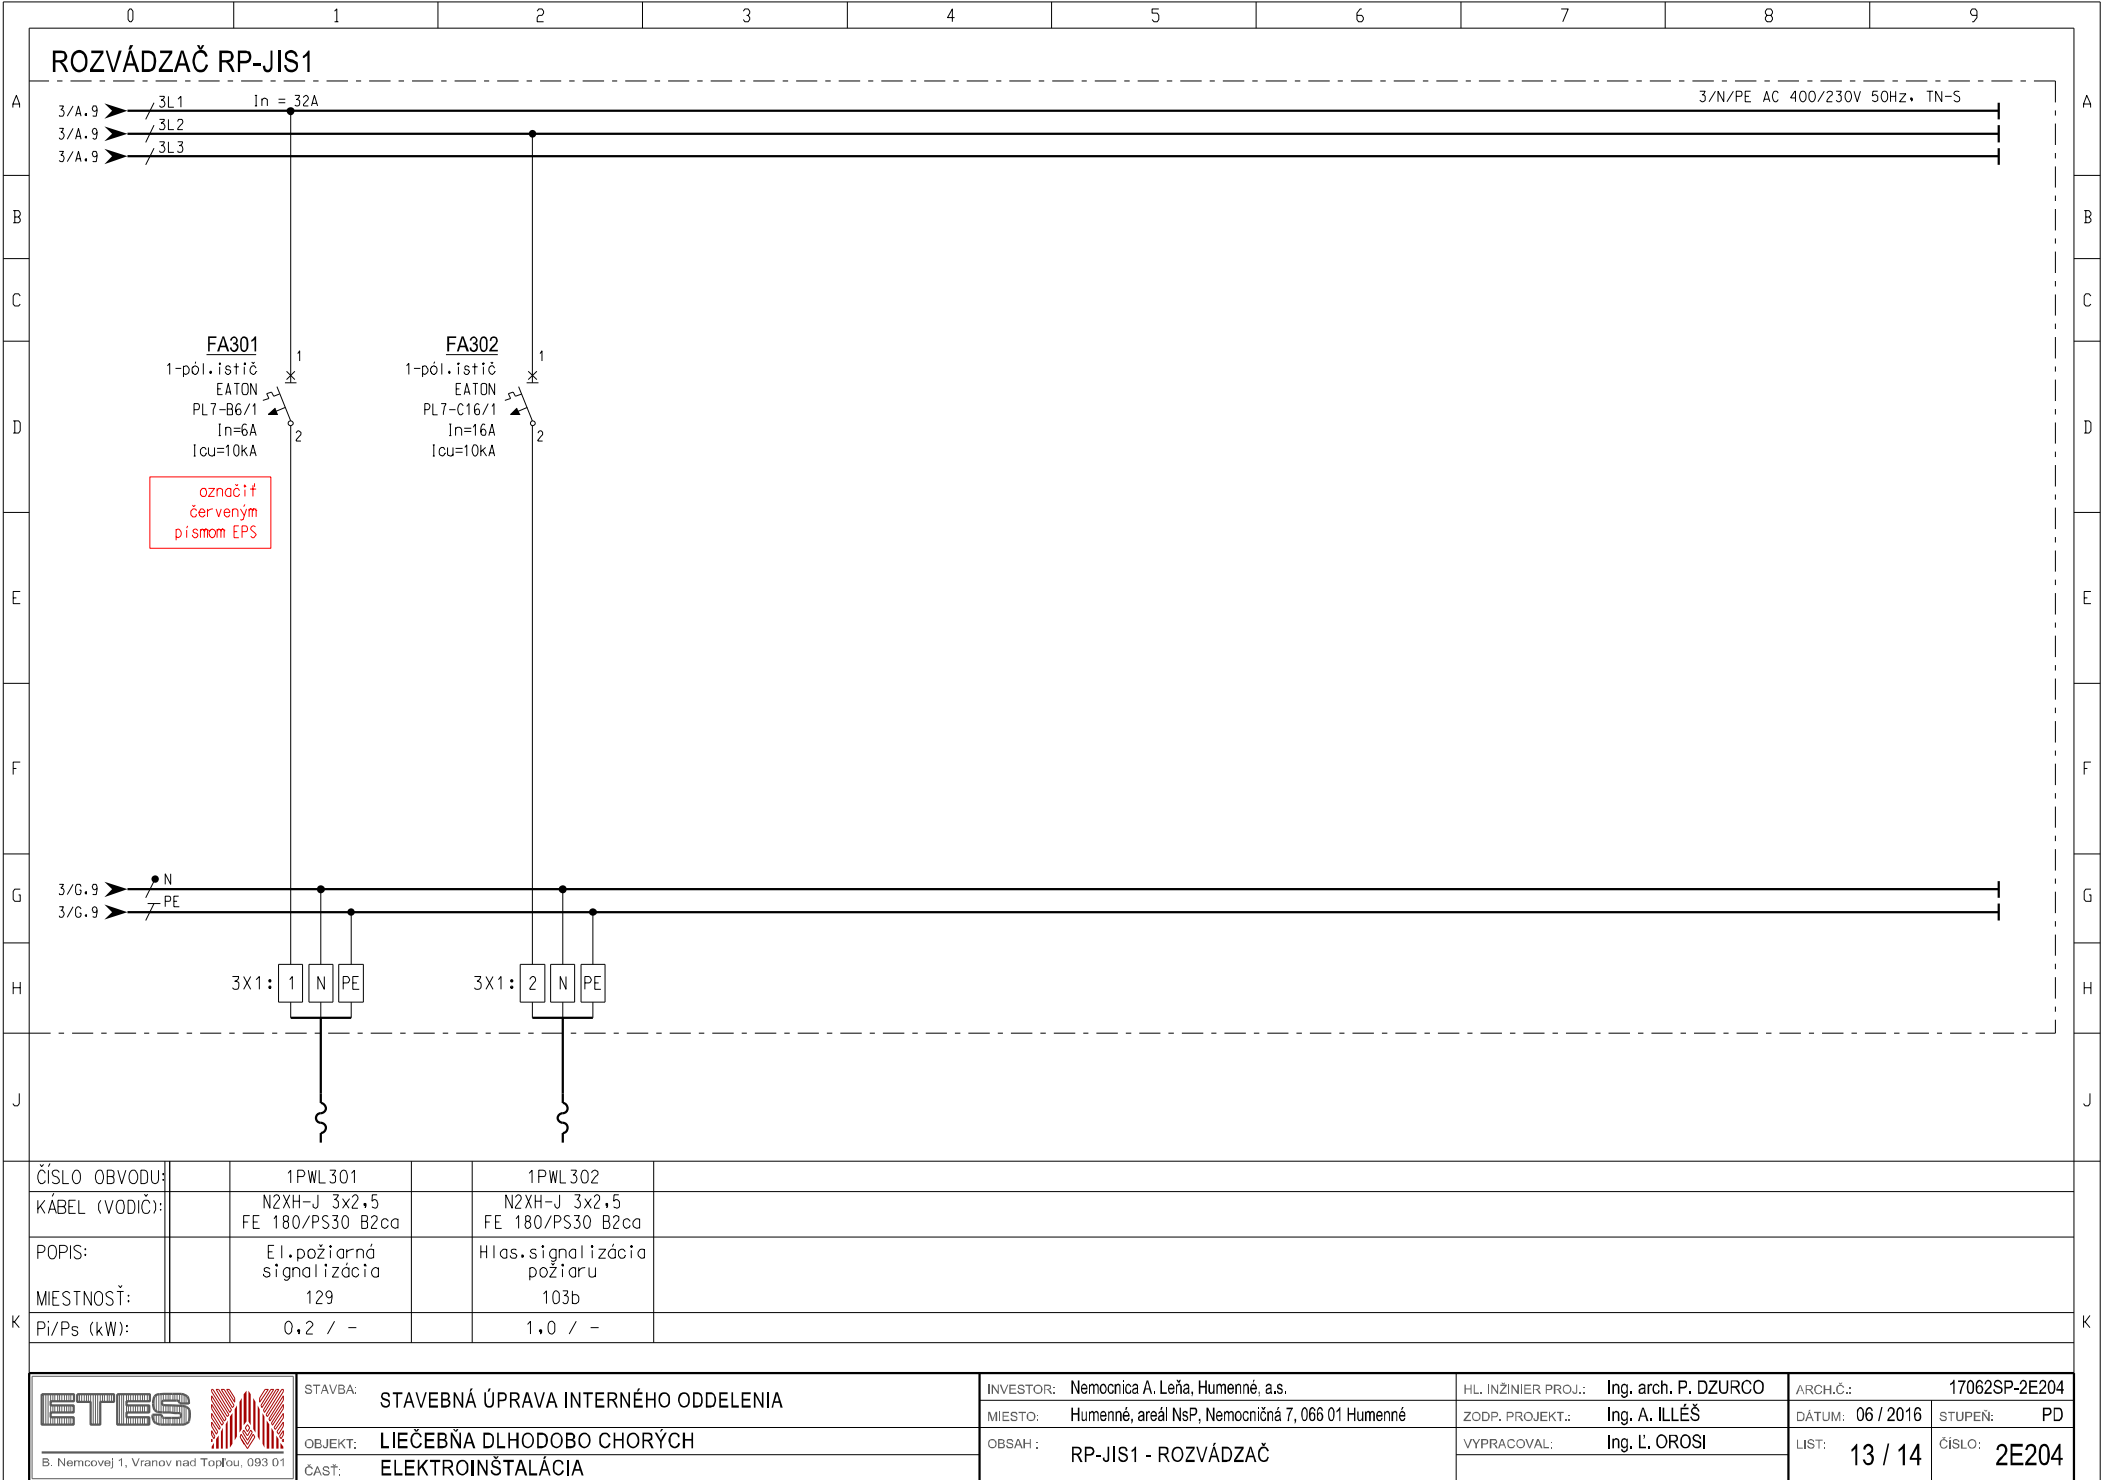 0 1 2 3 4 5 6 7 8 9
ROZVÁDZAČ RP-JIS1
A A
3/A.9 3L1 In = 32A 3/N/PE AC 400/230V 50Hz, TN-S
3/A.9 3L2
3/A.9 3L3
B B
C C
FA301 FA302
1 1
1-pól.istič 1-pól.istič
EATON EATON
PL7-B6/1 PL7-C16/1
D D
In=6A In=16A
2 2
Icu=10kA Icu=10kA
označiť
červeným
písmom EPS
E E
F F
3/G.9 N
G G
3/G.9 PE
3X1: 1 N PE 3X1: 2 N PE
H H
J J
ČÍSLO OBVODU: 1PWL301 1PWL302
KÁBEL (VODIČ): N2XH-J 3x2,5 N2XH-J 3x2,5
FE 180/PS30 B2ca FE 180/PS30 B2ca
POPIS: El.požiarná Hlas.signalizácia
signalizácia požiaru
MIESTNOSŤ: 129 103b
K K
Pi/Ps (kW): 0,2 / - 1,0 / -
ETES
B. Nemcovej 1, Vranov nad Topľou, 093 01
STAVBA: STAVEBNÁ ÚPRAVA INTERNÉHO ODDELENIA
OBJEKT: LIEČEBŇA DLHODOBO CHORÝCH
ČASŤ: ELEKTROINŠTALÁCIA
INVESTOR: Nemocnica A. Leňa, Humenné, a.s.
MIESTO: Humenné, areál NsP, Nemocničná 7, 066 01 Humenné
OBSAH : RP-JIS1 - ROZVÁDZAČ
HL. INŽINIER PROJ.: Ing. arch. P. DZURCO
ZODP. PROJEKT.: Ing. A. ILLÉŠ
VYPRACOVAL: Ing. Ľ. OROSI
ARCH.Č.: 17062SP-2E204
DÁTUM: 06 / 2016 STUPEŇ: PD
LIST: 13 / 14 ČÍSLO: 2E204